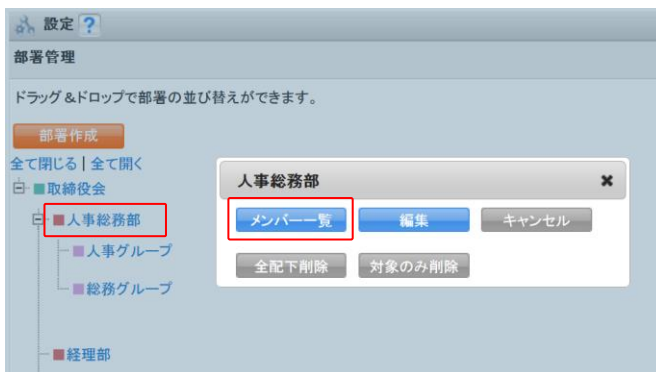 設定 ?
部署管理
ドラッグ&ドロップで部署の並び替えができます。
部署作成
全て閉じる | 全て開く
取締役会
人事総務部
人事グループ
総務グループ
経理部
人事総務部 ×
メンバー一覧 編集 キャンセル
全配下削除 対象のみ削除